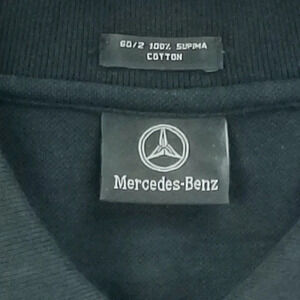 60/2 100% SUPIMA
COTTON
Mercedes-Benz